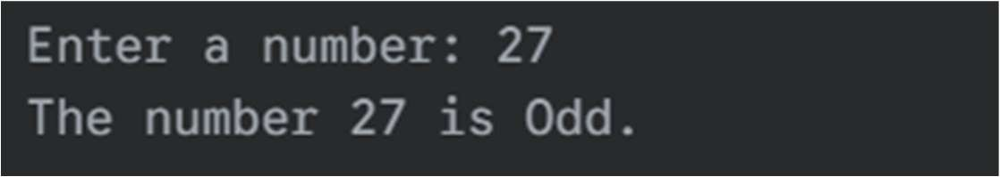 Enter a number: 27
The number 27 is Odd.